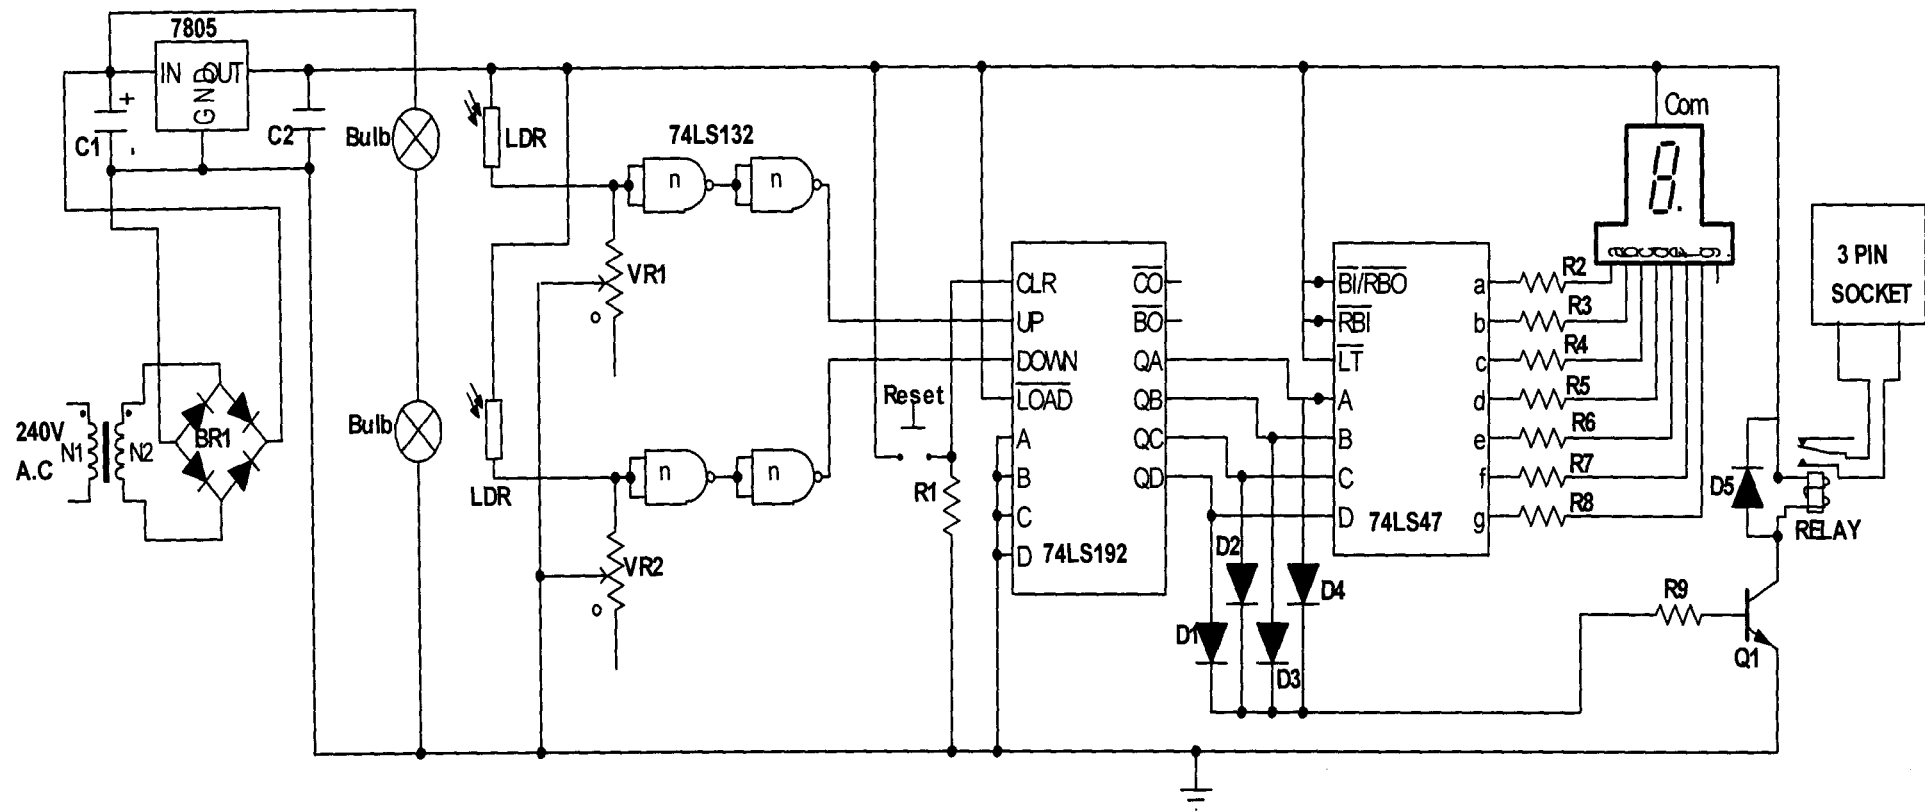 7805
IN
OUT
GND
+
-
C1
C2
Bulb
Bulb
240V
A.C
N1
N2
BR1
LDR
LDR
74LS132
n
n
VR1
o
n
n
VR2
o
Reset
R1
CLR
UP
DOWN
LOAD
A
B
C
D
CO
BO
QA
QB
QC
QD
74LS192
BI/RBO
RBI
LT
A
B
C
D
a
b
c
d
e
f
g
74LS47
D1
D2
D3
D4
R2
R3
R4
R5
R6
R7
R8
Com
8.
abcdefg.
3 PIN
SOCKET
D5
RELAY
R9
Q1